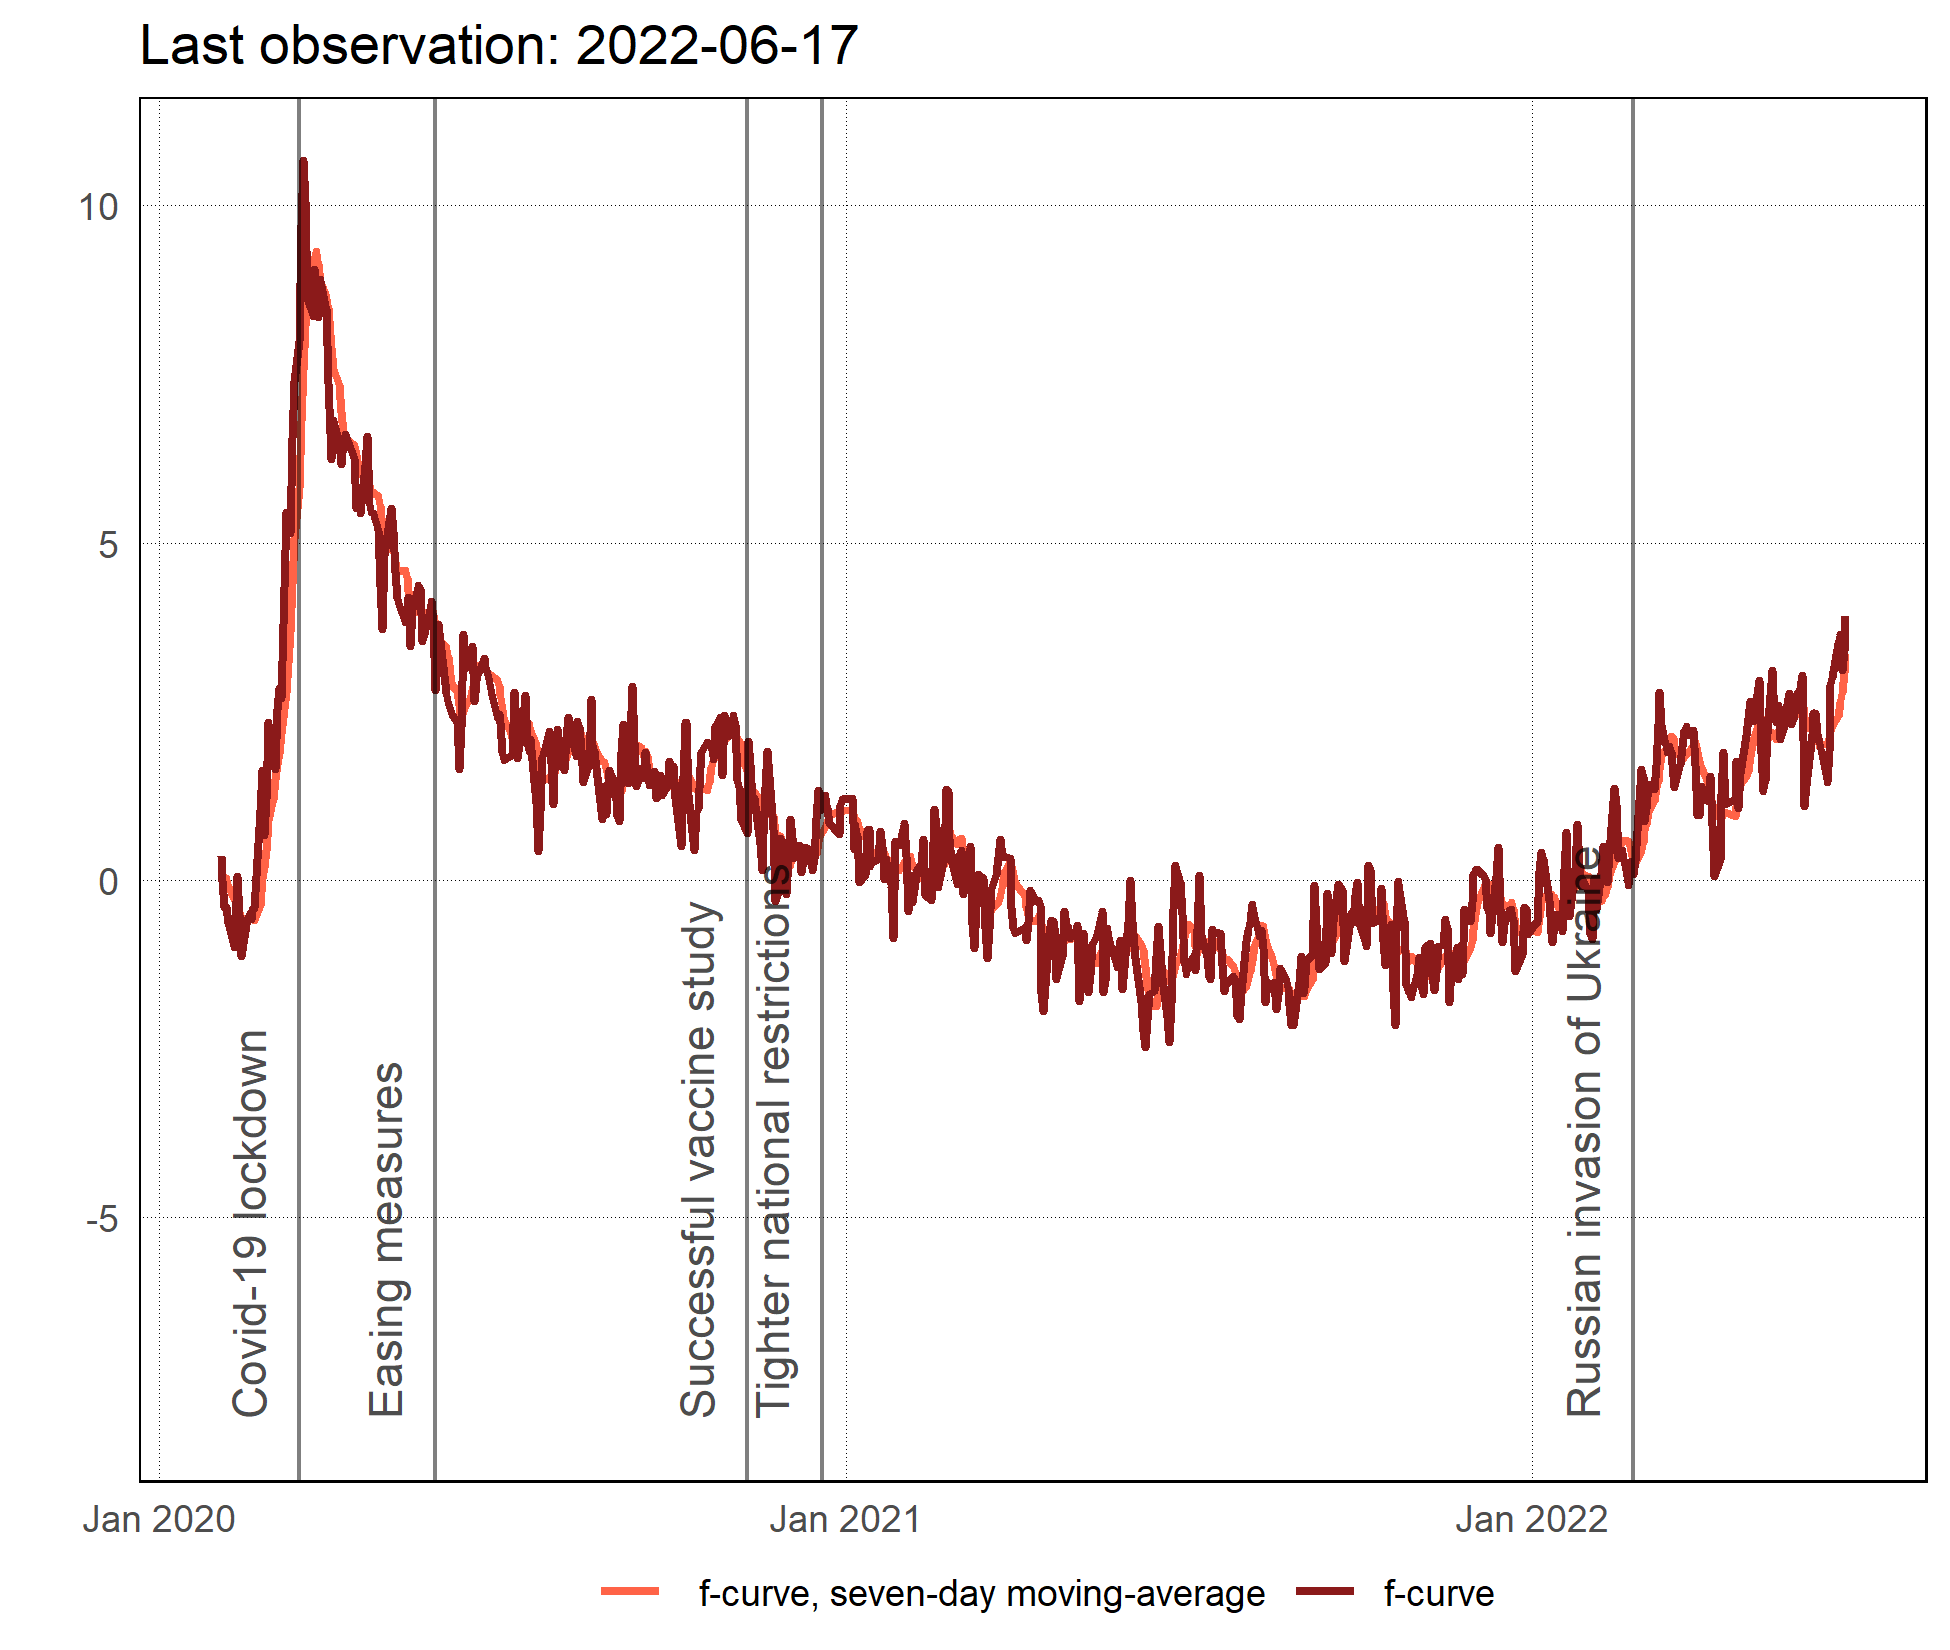 Last observation: 2022-06-17
10
5
0
-5
Covid-19 lockdown
Easing measures
Successful vaccine study
Tighter national restrictions
Russian invasion of Ukraine
Jan 2020
Jan 2021
Jan 2022
f-curve, seven-day moving-average
f-curve